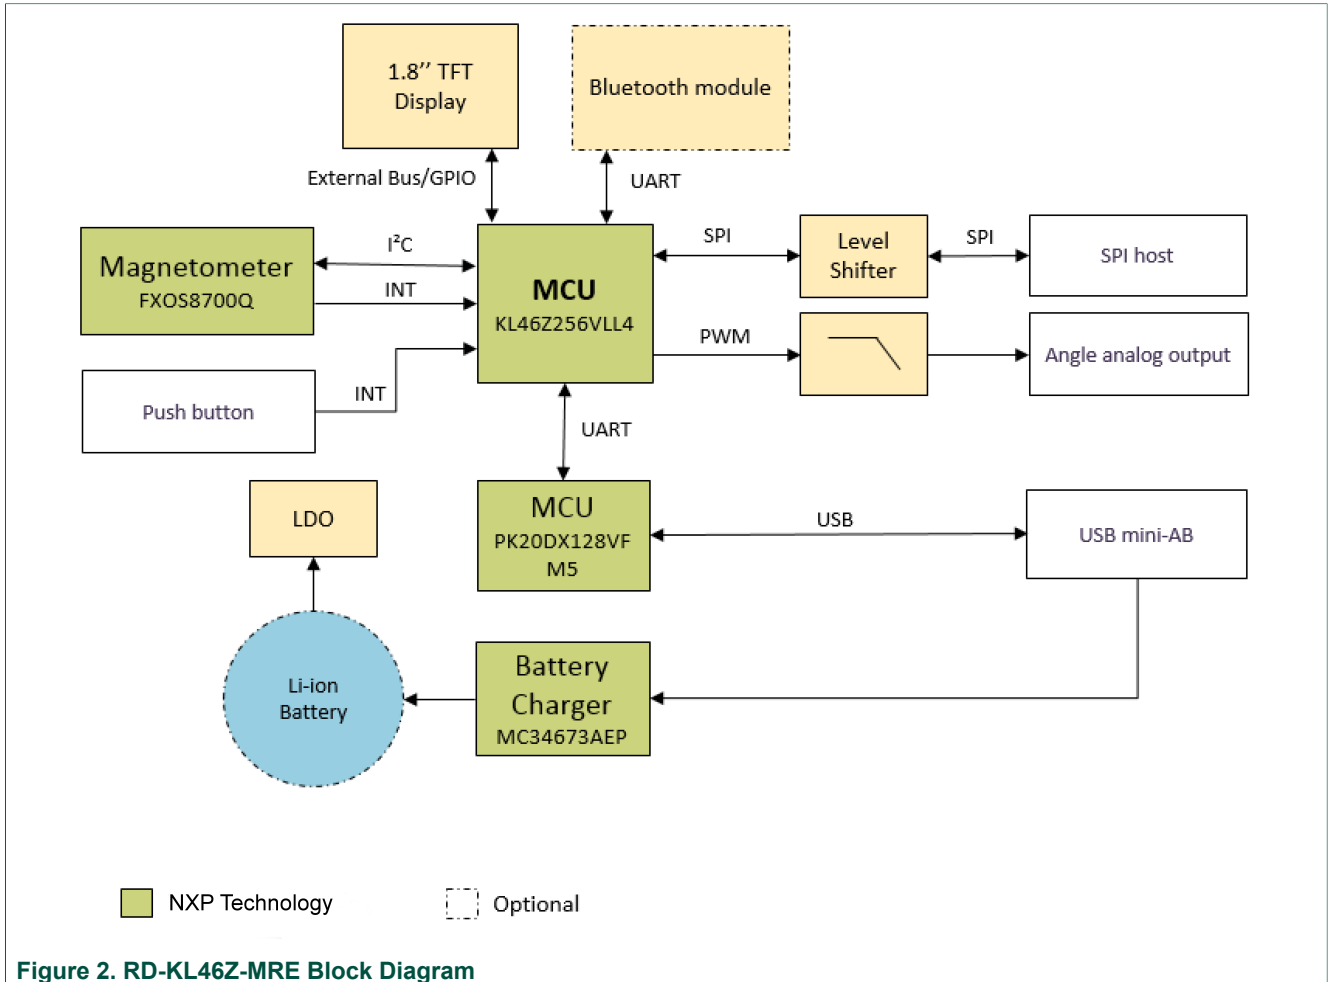 1.8’’ TFT
Display
Bluetooth module
External Bus/GPIO
UART
Magnetometer
FXOS8700Q
I²C
INT
MCU
KL46Z256VLL4
SPI
Level
Shifter
SPI
SPI host
PWM
Angle analog output
Push button
INT
UART
LDO
MCU
PK20DX128VF
M5
USB
USB mini-AB
Li-ion
Battery
Battery
Charger
MC34673AEP
NXP Technology
Optional
Figure 2. RD-KL46Z-MRE Block Diagram